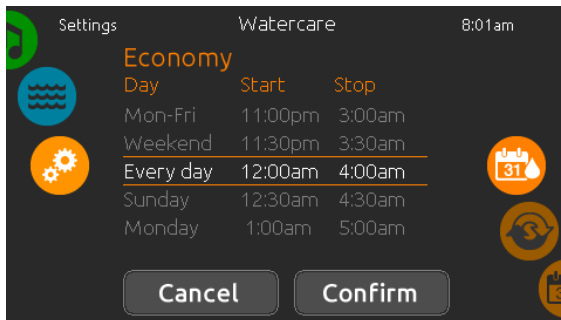 Settings Watercare 8:01am
Economy
Day Start Stop
Mon-Fri 11:00pm 3:00am
Weekend 11:30pm 3:30am
Every day 12:00am 4:00am
Sunday 12:30am 4:30am
Monday 1:00am 5:00am
31
Cancel Confirm